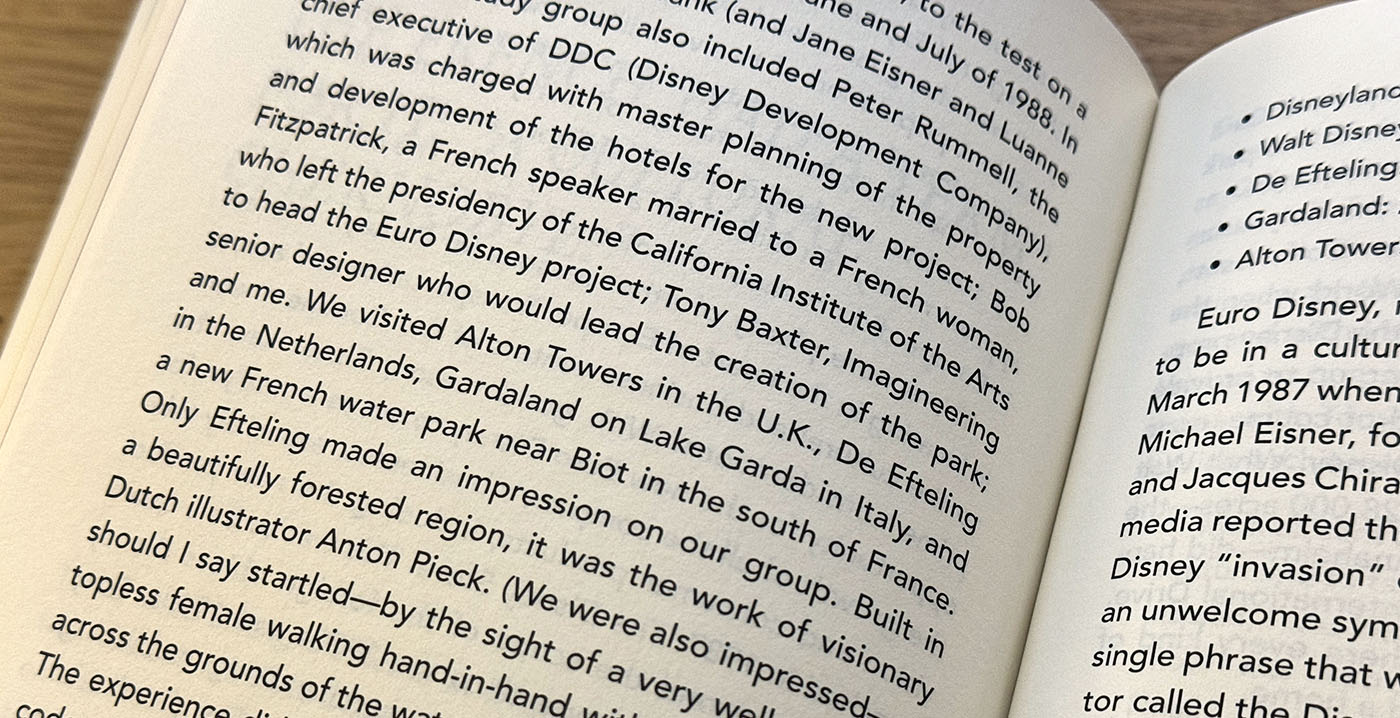 to the test on a
and July of 1988. In
(and Jane Eisner and Luanne
group also included Peter Rummell, the
chief executive of DDC (Disney Development Company),
which was charged with master planning of the property
and development of the hotels for the new project; Bob
Fitzpatrick, a French speaker married to a French woman,
who left the presidency of the California Institute of the Arts
to head the Euro Disney project; Tony Baxter, Imagineering
senior designer who would lead the creation of the park;
and me. We visited Alton Towers in the U.K., De Efteling
in the Netherlands, Gardaland on Lake Garda in Italy, and
a new French water park near Biot in the south of France.
Only Efteling made an impression on our group. Built in
a beautifully forested region, it was the work of visionary
Dutch illustrator Anton Pieck. (We were also impressed—
should I say startled—by the sight of a very well
topless female walking hand-in-hand
across the grounds of the
The experience
• Disneyland
• Walt Disney
• De Efteling
• Gardaland:
• Alton Tower
Euro Disney,
to be in a cultur
March 1987 when
Michael Eisner, fo
and Jacques Chira
media reported th
Disney “invasion”
an unwelcome sym
single phrase that w
tor called the